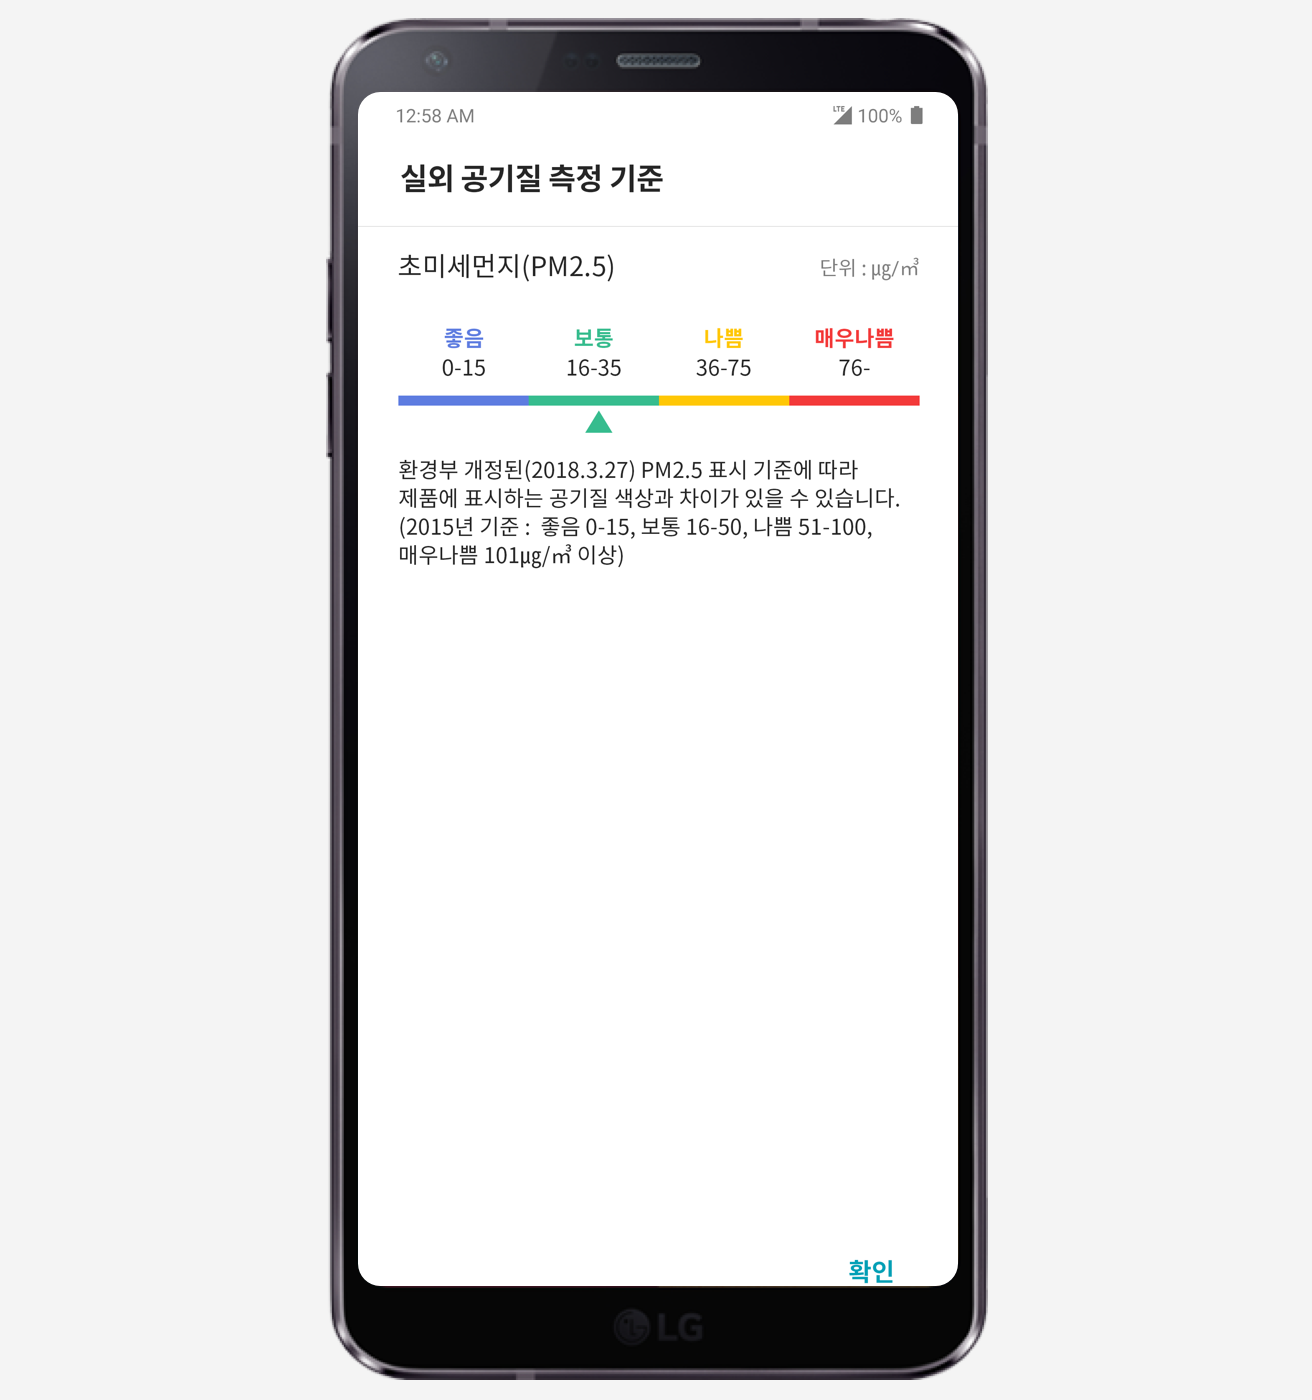 12:58 AM
LTE 100%
실외 공기질 측정 기준
초미세먼지(PM2.5)
단위 : μg/㎥
좋음 보통 나쁨 매우나쁨
0-15 16-35 36-75 76-
환경부 개정된(2018.3.27) PM2.5 표시 기준에 따라
제품에 표시하는 공기질 색상과 차이가 있을 수 있습니다.
(2015년 기준 :  좋음 0-15, 보통 16-50, 나쁨 51-100,
매우나쁨 101μg/㎥ 이상)
확인
LG